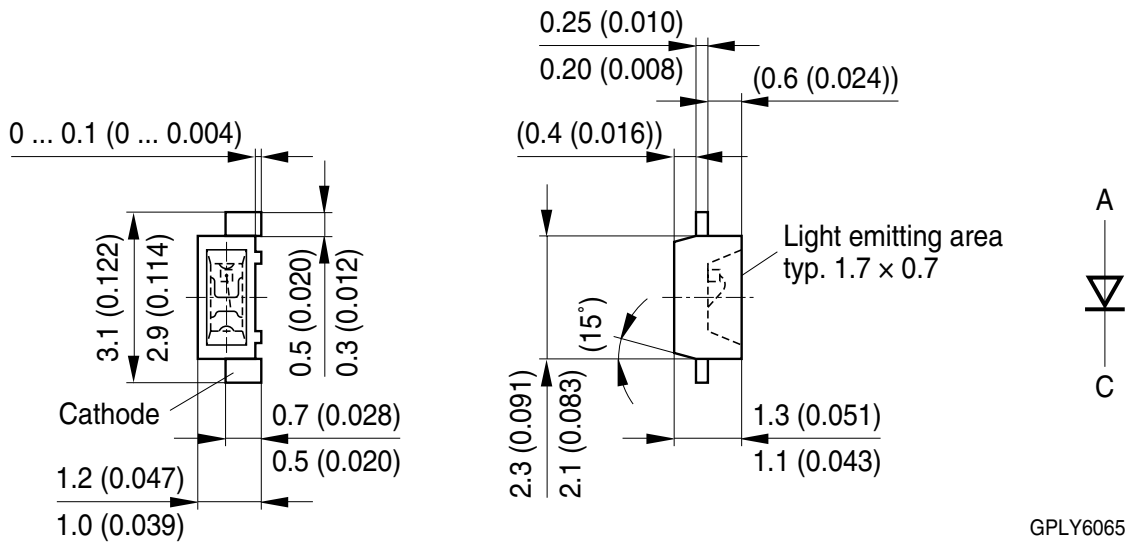 0.25 (0.010)
0.20 (0.008)
(0.6 (0.024))
0 ... 0.1 (0 ... 0.004)
(0.4 (0.016))
3.1 (0.122)
2.9 (0.114)
0.5 (0.020)
0.3 (0.012)
Cathode
0.7 (0.028)
0.5 (0.020)
1.2 (0.047)
1.0 (0.039)
(15°)
Light emitting area
typ. 1.7 × 0.7
2.3 (0.091)
2.1 (0.083)
1.3 (0.051)
1.1 (0.043)
A
C
GPLY6065